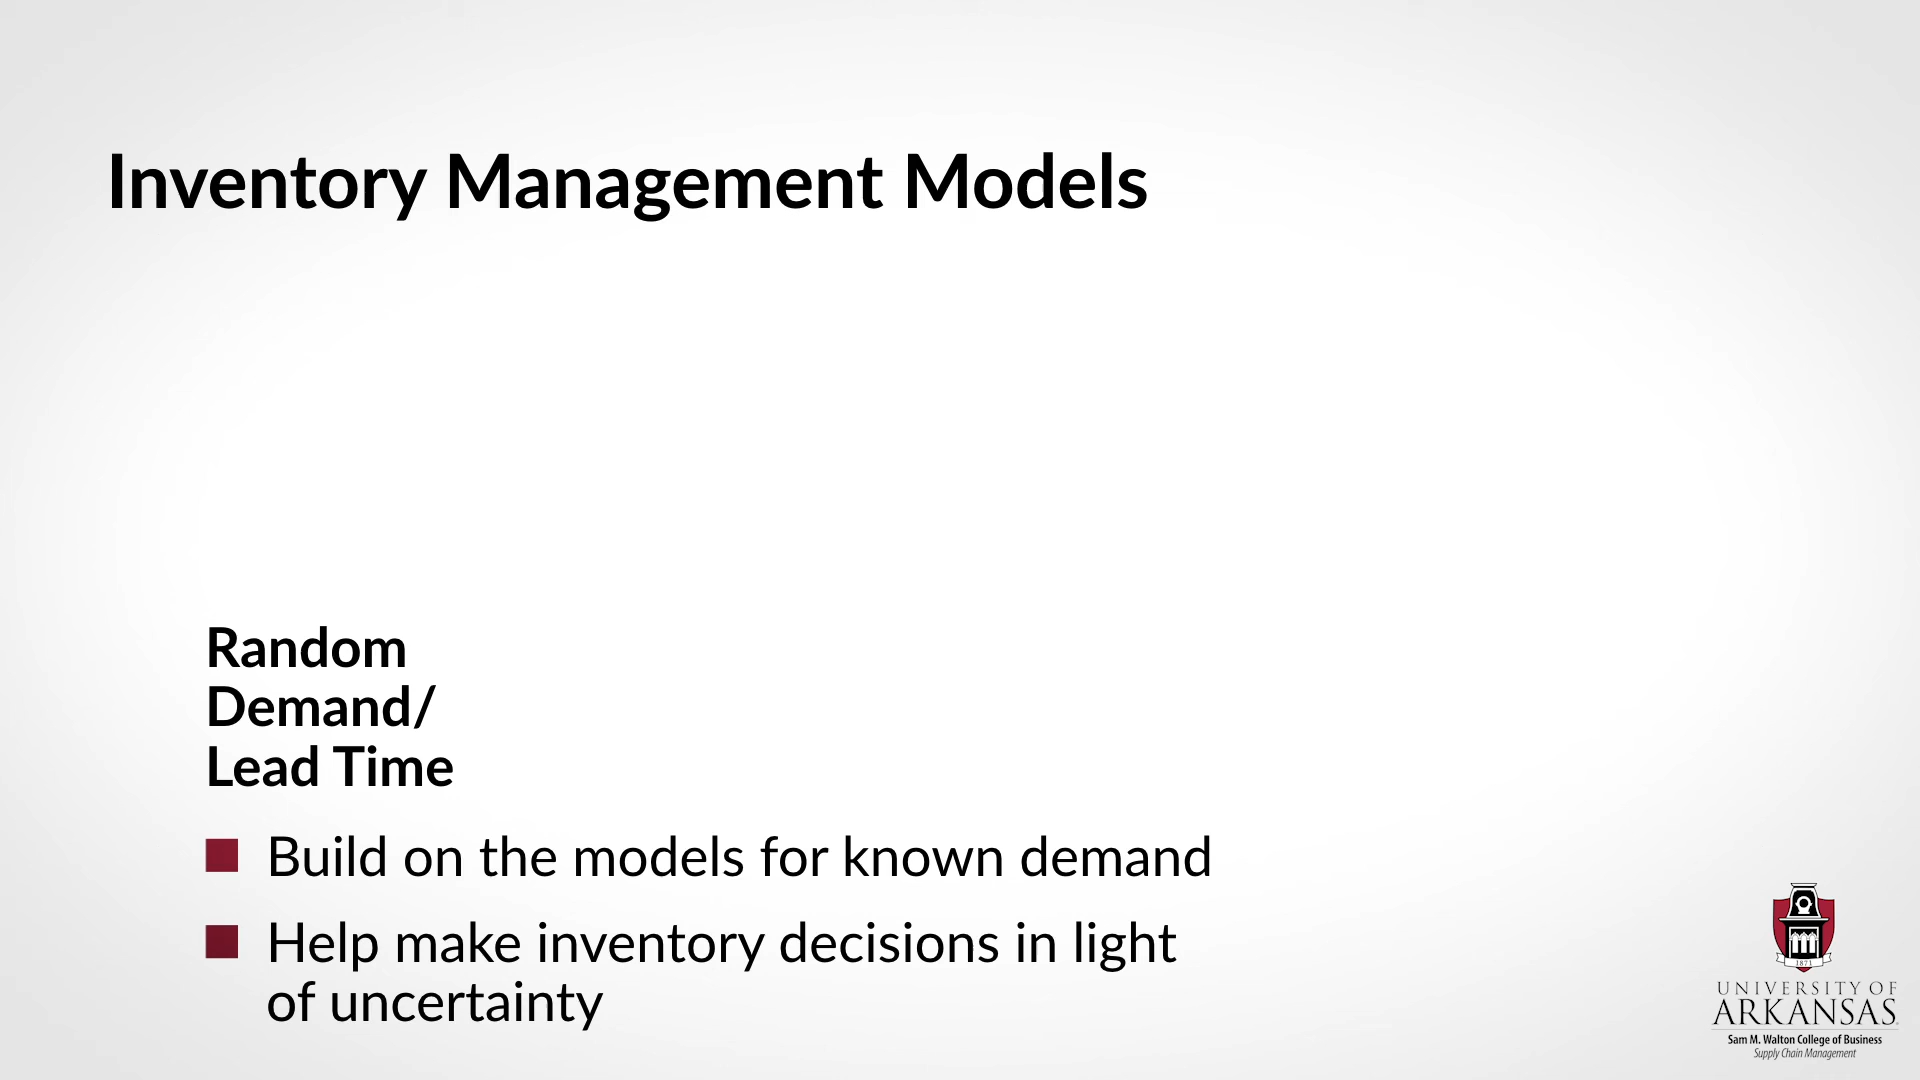 Inventory Management Models
Random
Demand/
Lead Time
Build on the models for known demand
Help make inventory decisions in light
of uncertainty
1871
UNIVERSITY OF
ARKANSAS
Sam M. Walton College of Business
Supply Chain Management